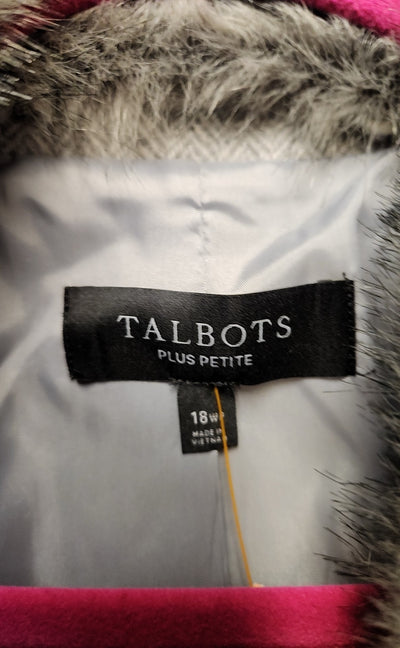 TALBOTS
PLUS PETITE
18W
MADE IN
VIETNAM